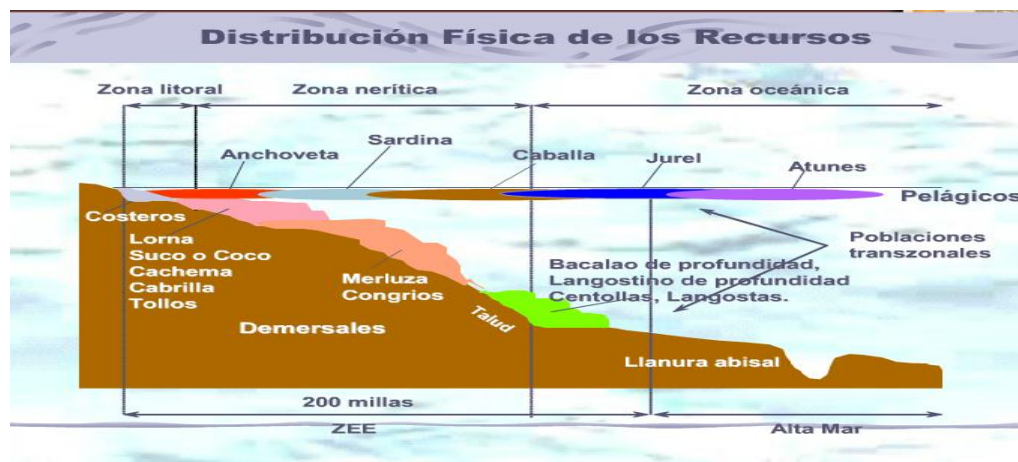 Distribución Física de los Recursos
Zona litoral
Zona nerítica
Zona oceánica
Sardina
Anchoveta
Caballa
Jurel
Atunes
Pelágicos
Costeros
Lorna
Suco o Coco
Cachema
Cabrilla
Tollos
Merluza
Congrios
Bacalao de profundidad,
Langostino de profundidad
Centollas, Langostas.
Poblaciones
transzonales
Demersales
Talud
Llanura abisal
200 millas
ZEE
Alta Mar